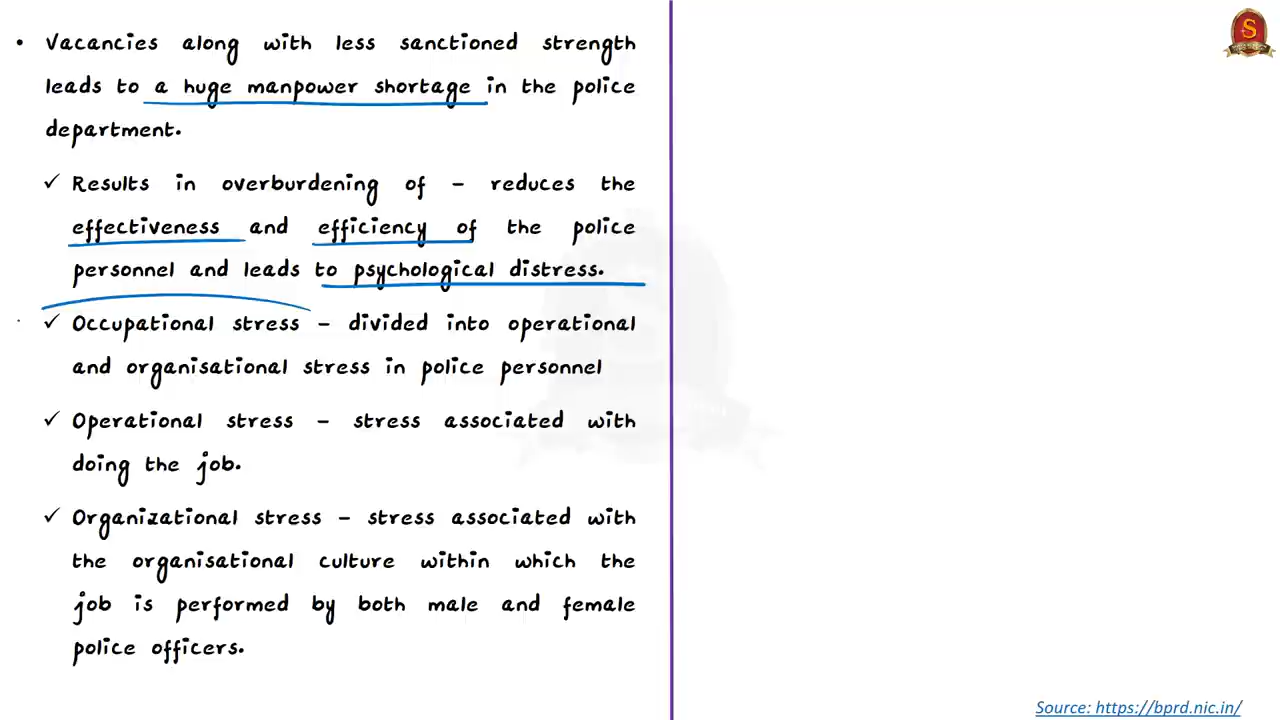 • Vacancies along with less sanctioned strength
leads to a huge manpower shortage in the police
department.
✓ Results in overburdening of – reduces the
effectiveness and efficiency of the police
personnel and leads to psychological distress.
✓ Occupational stress – divided into operational
and organisational stress in police personnel
✓ Operational stress – stress associated with
doing the job.
✓ Organizational stress – stress associated with
the organisational culture within which the
job is performed by both male and female
police officers.
S
Source: https://bprd.nic.in/